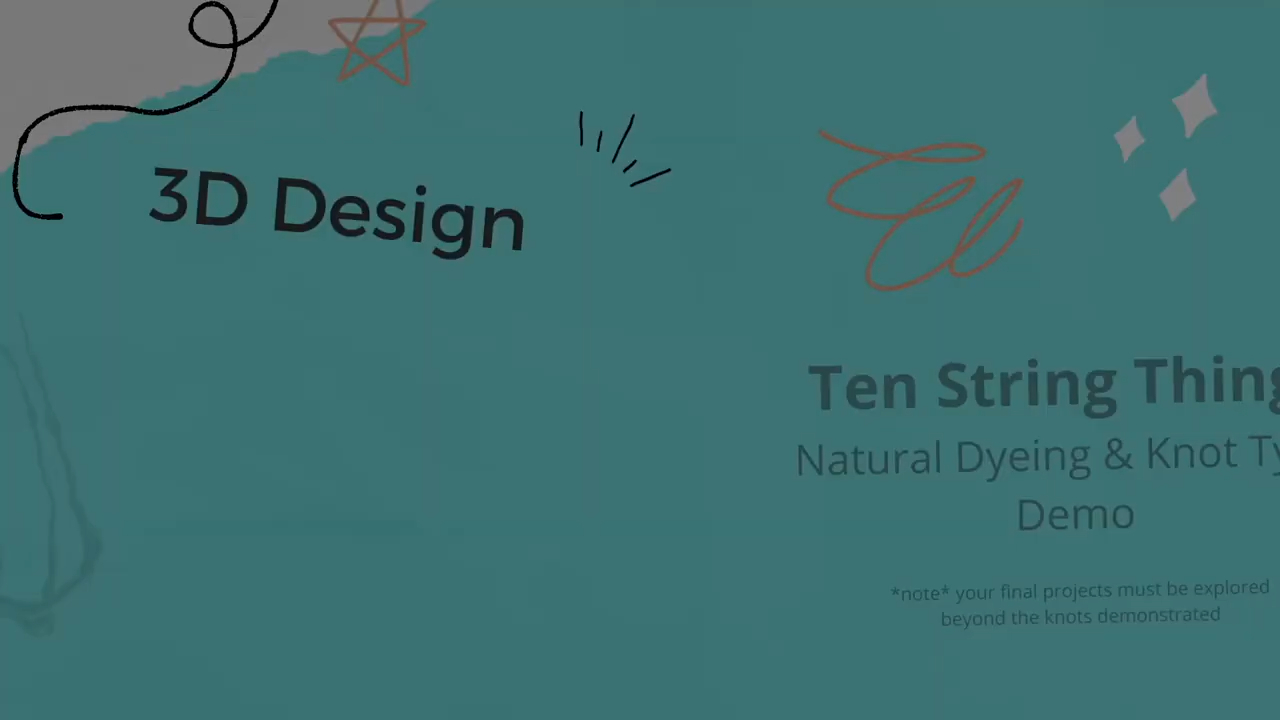 3D Design
Ten String Thing
Natural Dyeing & Knot Ty
Demo
*note* your final projects must be explored
beyond the knots demonstrated